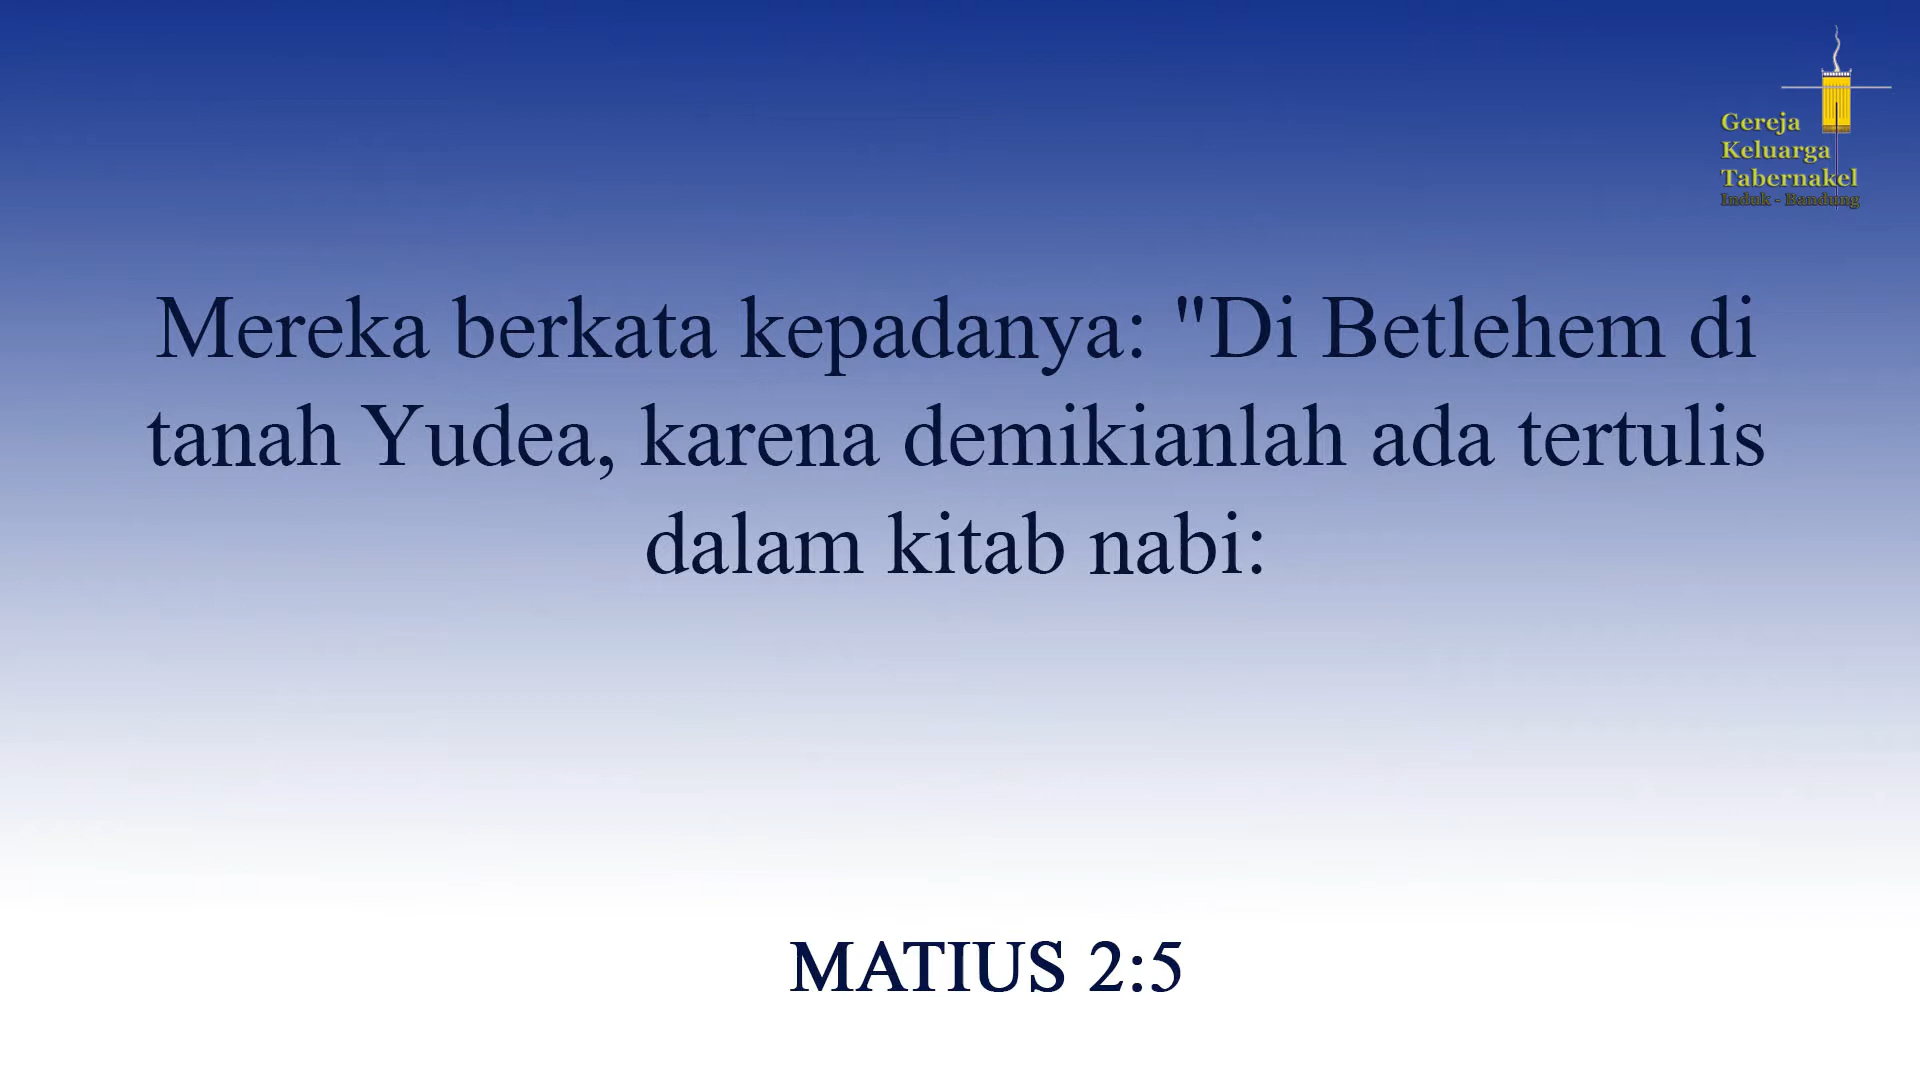 Gereja
Keluarga
Tabernakel
Induk - Bandung
Mereka berkata kepadanya: "Di Betlehem di
tanah Yudea, karena demikianlah ada tertulis
dalam kitab nabi:
MATIUS 2:5